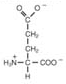 O O⁻
C
CH₂
CH₂
H₃N⁺ C COO⁻
H